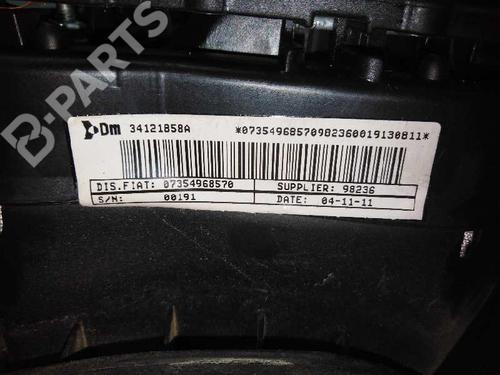 B-PARTS
Dm 34121858A *07354968570982360019130811*
DIS.FIAT: 07354968570 SUPPLIER: 98236
S/N: 00191 DATE: 04-11-11